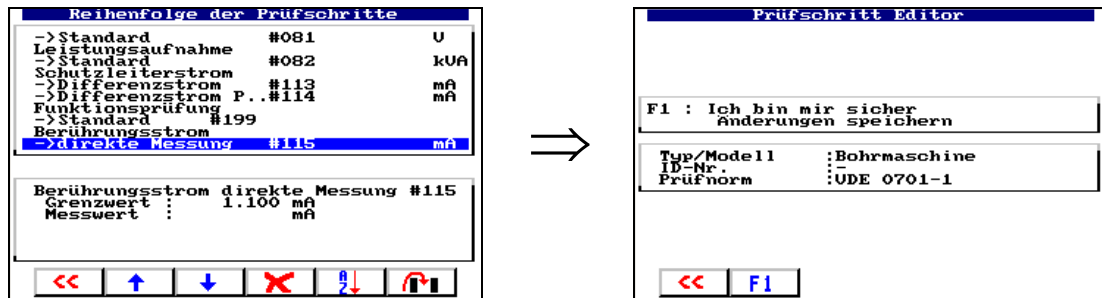 Reihenfolge der Prüfschritte
->Standard #081 V
Leistungsaufnahme
->Standard #082 kVA
Schutzleiterstrom
->Differenzstrom #113 mA
->Differenzstrom P..#114 mA
Funktionsprüfung
->Standard #199
Berührungsstrom
->direkte Messung #115 mA
Berührungsstrom direkte Messung #115
Grenzwert : 1.100 mA
Messwert : mA
<<
Prüfschritt Editor
F1 : Ich bin mir sicher
Änderungen speichern
Typ/Modell :Bohrmaschine
ID-Nr. :-
Prüfnorm :VDE 0701-1
<< F1